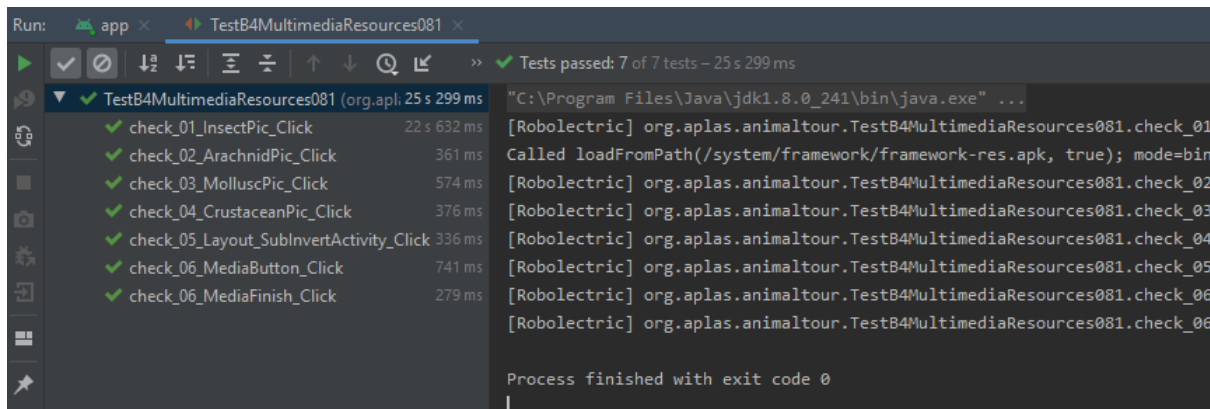 Run: app × TestB4MultimediaResources081 ×
» Tests passed: 7 of 7 tests – 25 s 299 ms
TestB4MultimediaResources081 (org.apl: 25 s 299 ms
check_01_InsectPic_Click 22 s 632 ms
check_02_ArachnidPic_Click 361 ms
check_03_MolluscPic_Click 574 ms
check_04_CrustaceanPic_Click 376 ms
check_05_Layout_SubInvertActivity_Click 336 ms
check_06_MediaButton_Click 741 ms
check_06_MediaFinish_Click 279 ms
"C:\Program Files\Java\jdk1.8.0_241\bin\java.exe" ...
[Robolectric] org.aplas.animaltour.TestB4MultimediaResources081.check_01
Called loadFromPath(/system/framework/framework-res.apk, true); mode=bin
[Robolectric] org.aplas.animaltour.TestB4MultimediaResources081.check_02
[Robolectric] org.aplas.animaltour.TestB4MultimediaResources081.check_03
[Robolectric] org.aplas.animaltour.TestB4MultimediaResources081.check_04
[Robolectric] org.aplas.animaltour.TestB4MultimediaResources081.check_05
[Robolectric] org.aplas.animaltour.TestB4MultimediaResources081.check_06
[Robolectric] org.aplas.animaltour.TestB4MultimediaResources081.check_06
Process finished with exit code 0